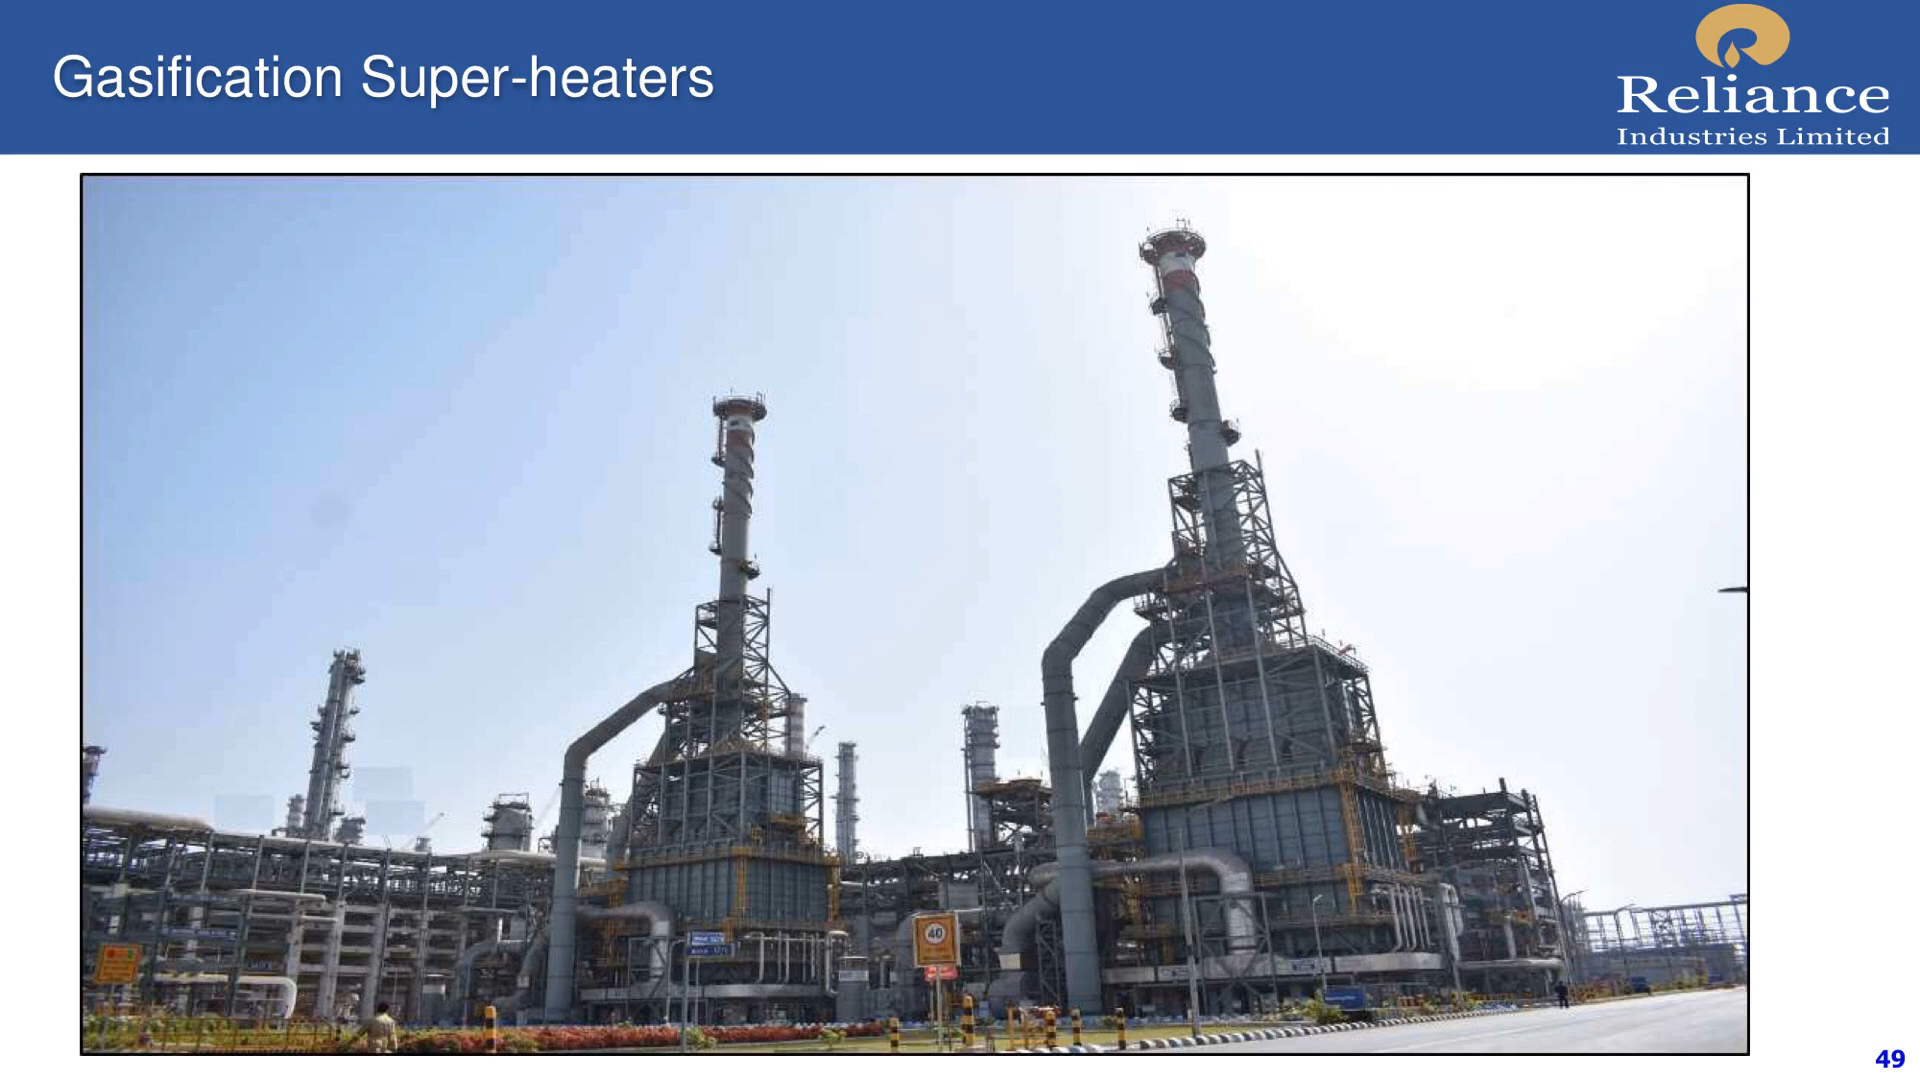 Gasification Super-heaters
Reliance
Industries Limited
40
49